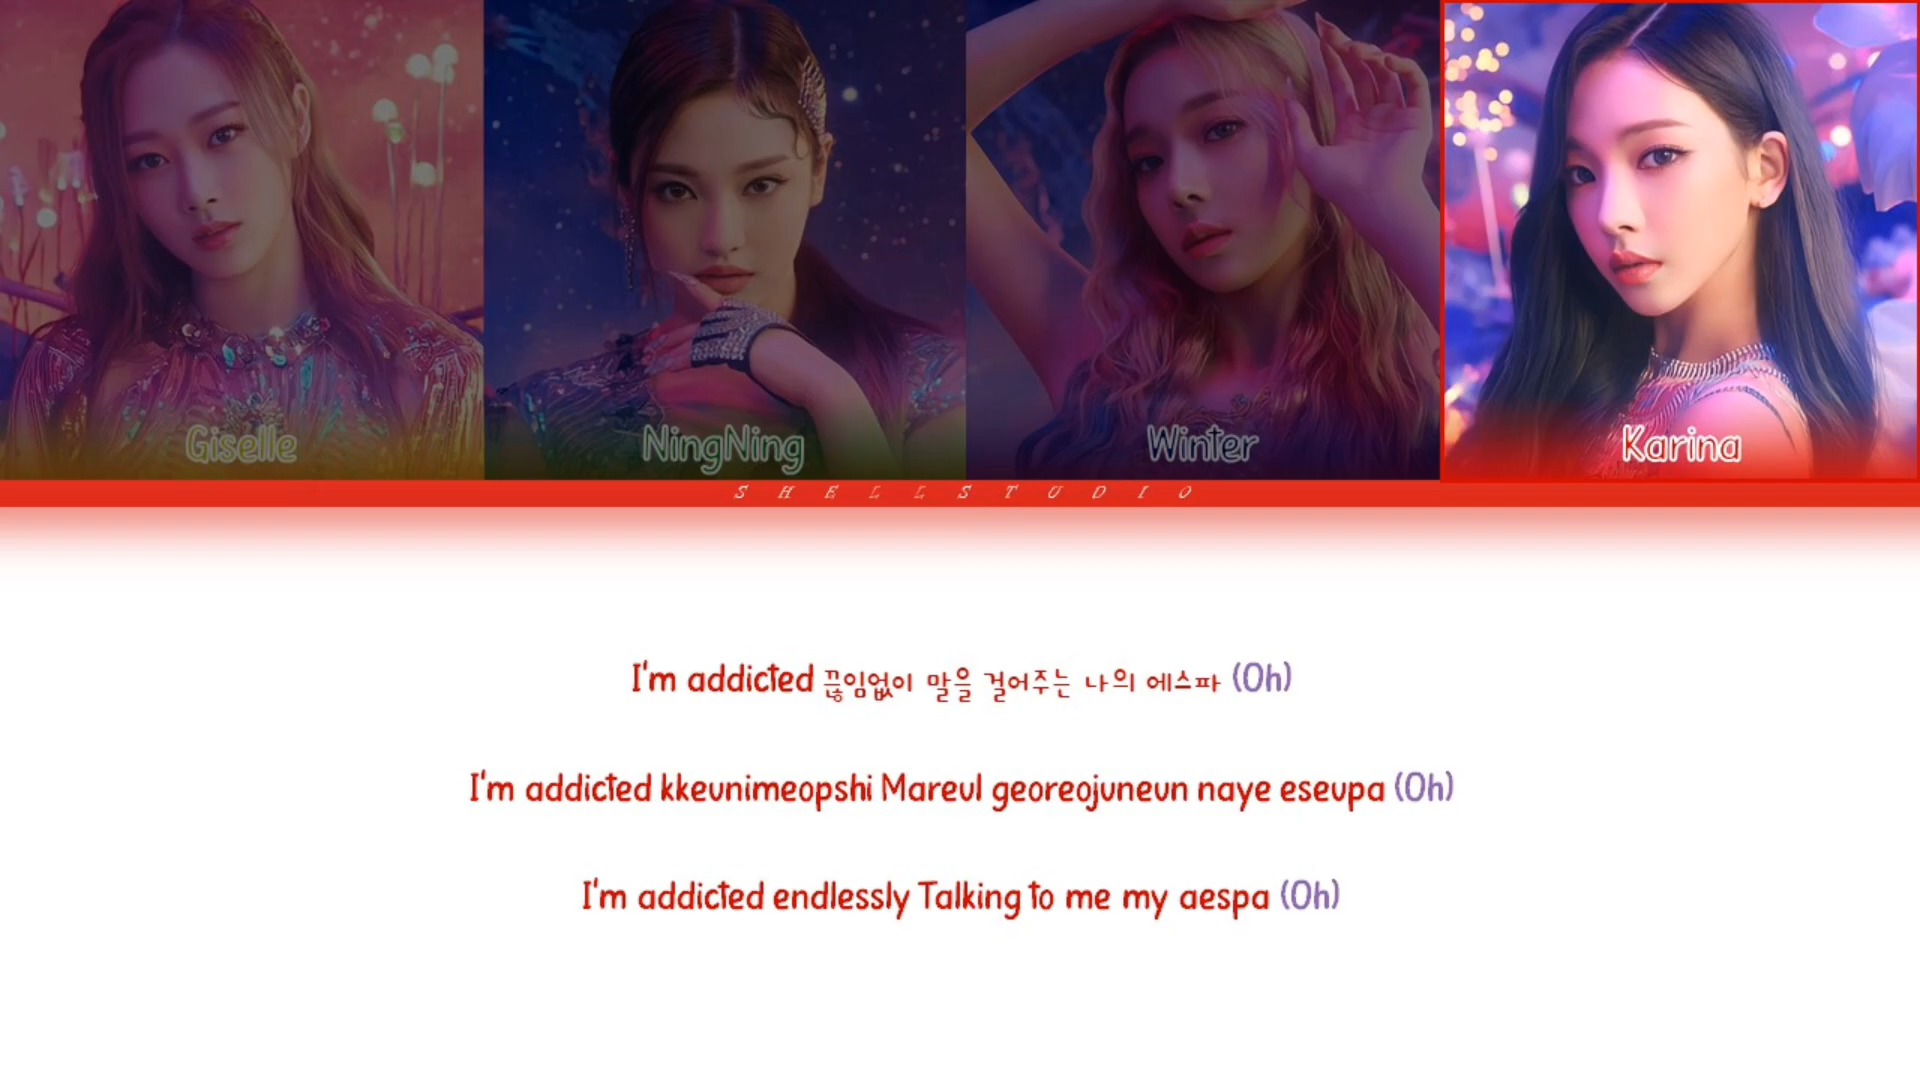 Giselle
NingNing
Winter
Karina
SHELLSTUDIO
I'm addicted 끊임없이 말을 걸어주는 나의 에스파 (Oh)
I'm addicted kkeunimeopshi Mareul georeojuneun naye eseupa (Oh)
I'm addicted endlessly Talking to me my aespa (Oh)